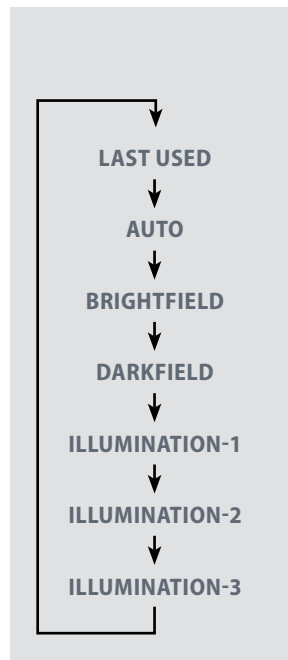 LAST USED
AUTO
BRIGHTFIELD
DARKFIELD
ILLUMINATION-1
ILLUMINATION-2
ILLUMINATION-3